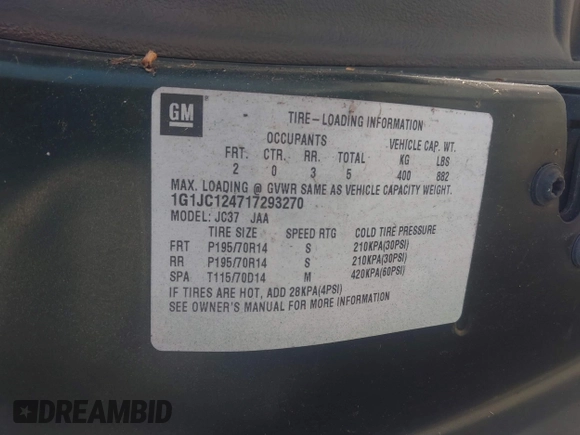 GM
TIRE-LOADING INFORMATION
OCCUPANTS VEHICLE CAP. WT.
FRT. CTR. RR. TOTAL KG LBS
2 0 3 5 400 882
MAX. LOADING @ GVWR SAME AS VEHICLE CAPACITY WEIGHT.
1G1JC124717293270
MODEL: JC37 JAA
TIRE SIZE SPEED RTG COLD TIRE PRESSURE
FRT P195/70R14 S 210KPA(30PSI)
RR P195/70R14 S 210KPA(30PSI)
SPA T115/70D14 M 420KPA(60PSI)
IF TIRES ARE HOT, ADD 28KPA(4PSI)
SEE OWNER'S MANUAL FOR MORE INFORMATION
DREAMBID